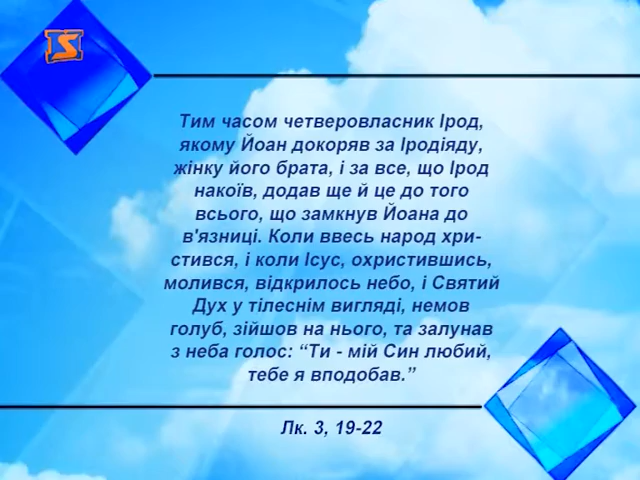 IS
Тим часом четверовласник Ірод,
якому Йоан докоряв за Іродіяду,
жінку його брата, і за все, що Ірод
накоїв, додав ще й це до того
всього, що замкнув Йоана до
в'язниці. Коли ввесь народ хри-
стився, і коли Ісус, охристившись,
молився, відкрилось небо, і Святий
Дух у тілеснім вигляді, немов
голуб, зійшов на нього, та залунав
з неба голос: “Ти - мій Син любий,
тебе я вподобав.”
Лк. 3, 19-22